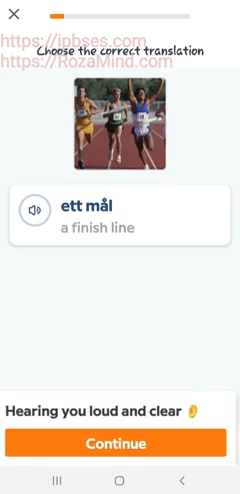 https://ipbses.com
Choose the correct translation
https://RozaMind.com
ett mål
a finish line
Hearing you loud and clear 👂
Continue